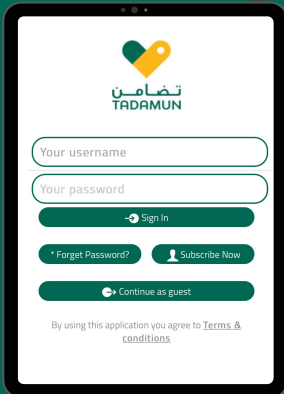 تضامن
TADAMUN
Your username
Your password
Sign In
* Forget Password?
Subscribe Now
Continue as guest
By using this application you agree to Terms &
conditions